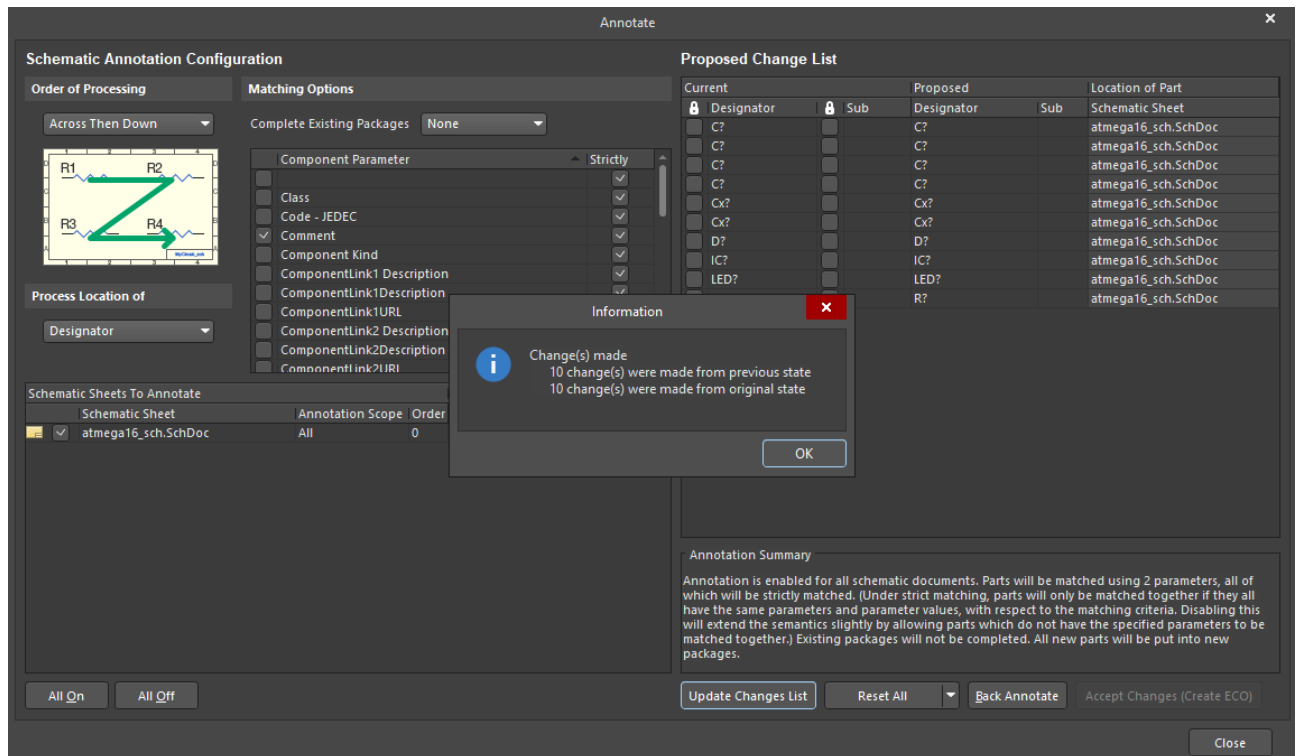 Annotate
Schematic Annotation Configuration
Order of Processing
Across Then Down
R1 R2
R3 R4
Process Location of
Designator
Matching Options
Complete Existing Packages None
Component Parameter Strictly
Class
Code - JEDEC
Comment
Component Kind
ComponentLink1 Description
ComponentLink1Description
ComponentLink1URL
ComponentLink2 Description
ComponentLink2Description
ComponentLink2URL
Schematic Sheets To Annotate
Schematic Sheet Annotation Scope Order
atmega16_sch.SchDoc All 0
All On All Off
Proposed Change List
Current Proposed Location of Part
Designator Sub Designator Sub Schematic Sheet
C? C? atmega16_sch.SchDoc
C? C? atmega16_sch.SchDoc
C? C? atmega16_sch.SchDoc
C? C? atmega16_sch.SchDoc
Cx? Cx? atmega16_sch.SchDoc
Cx? Cx? atmega16_sch.SchDoc
D? D? atmega16_sch.SchDoc
IC? IC? atmega16_sch.SchDoc
LED? LED? atmega16_sch.SchDoc
R? atmega16_sch.SchDoc
Information
Change(s) made
10 change(s) were made from previous state
10 change(s) were made from original state
OK
Annotation Summary
Annotation is enabled for all schematic documents. Parts will be matched using 2 parameters, all of
which will be strictly matched. (Under strict matching, parts will only be matched together if they all
have the same parameters and parameter values, with respect to the matching criteria. Disabling this
will extend the semantics slightly by allowing parts which do not have the specified parameters to be
matched together.) Existing packages will not be completed. All new parts will be put into new
packages.
Update Changes List Reset All Back Annotate Accept Changes (Create ECO)
Close